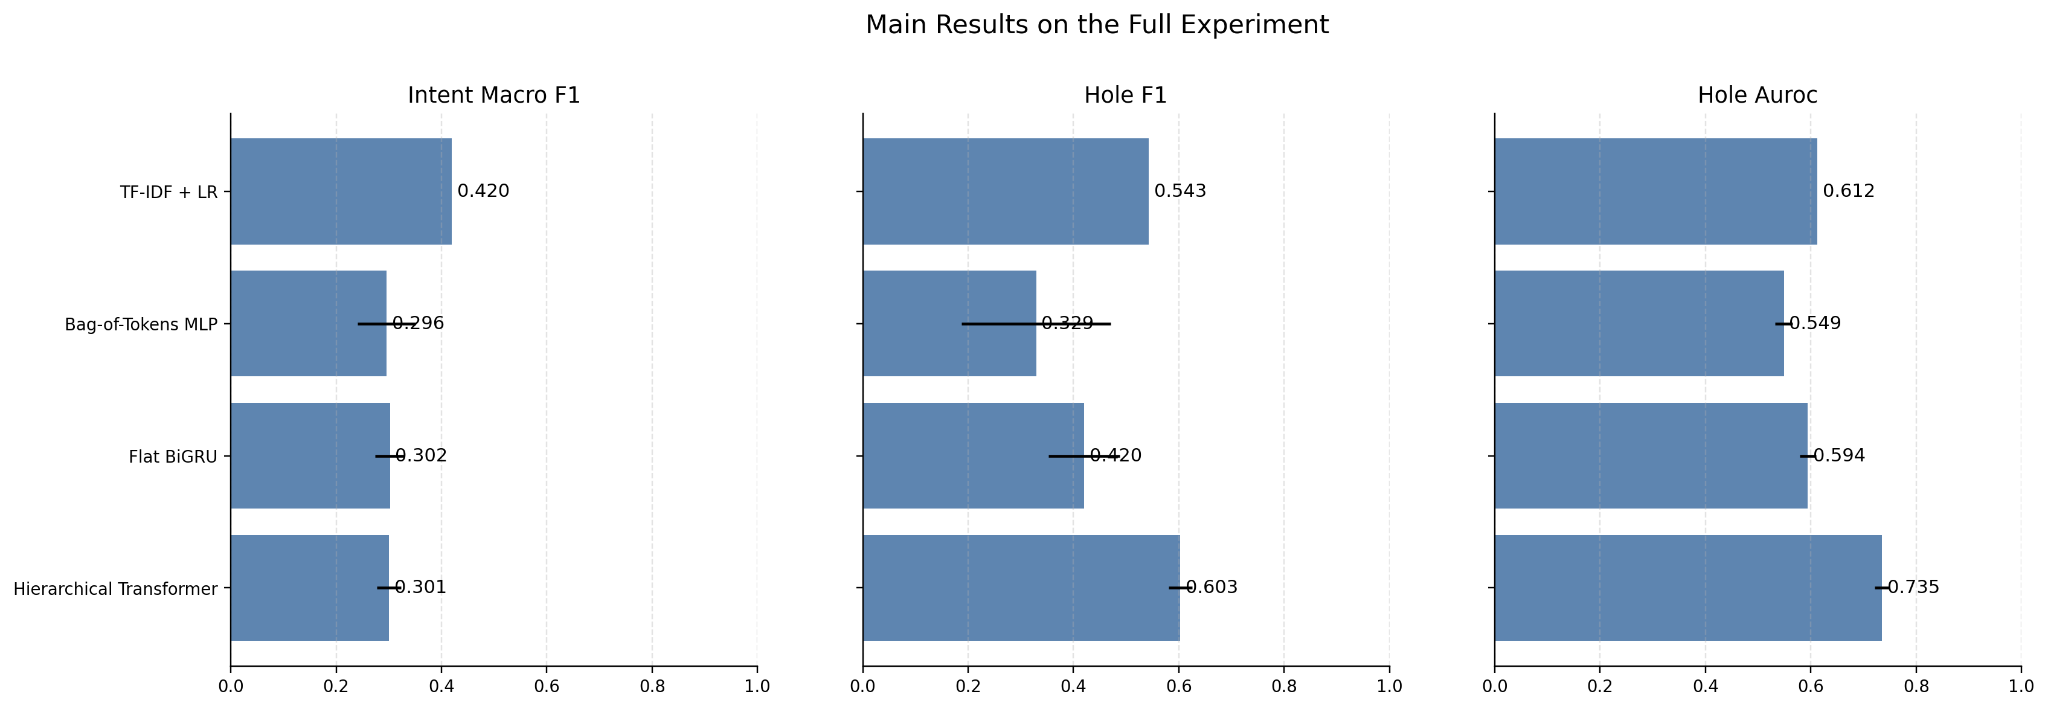 Main Results on the Full Experiment
Intent Macro F1
Hole F1
Hole Auroc
TF-IDF + LR
0.420
0.543
0.612
Bag-of-Tokens MLP
0.296
0.329
0.549
Flat BiGRU
0.302
0.420
0.594
Hierarchical Transformer
0.301
0.603
0.735
0.0 0.2 0.4 0.6 0.8 1.0
0.0 0.2 0.4 0.6 0.8 1.0
0.0 0.2 0.4 0.6 0.8 1.0